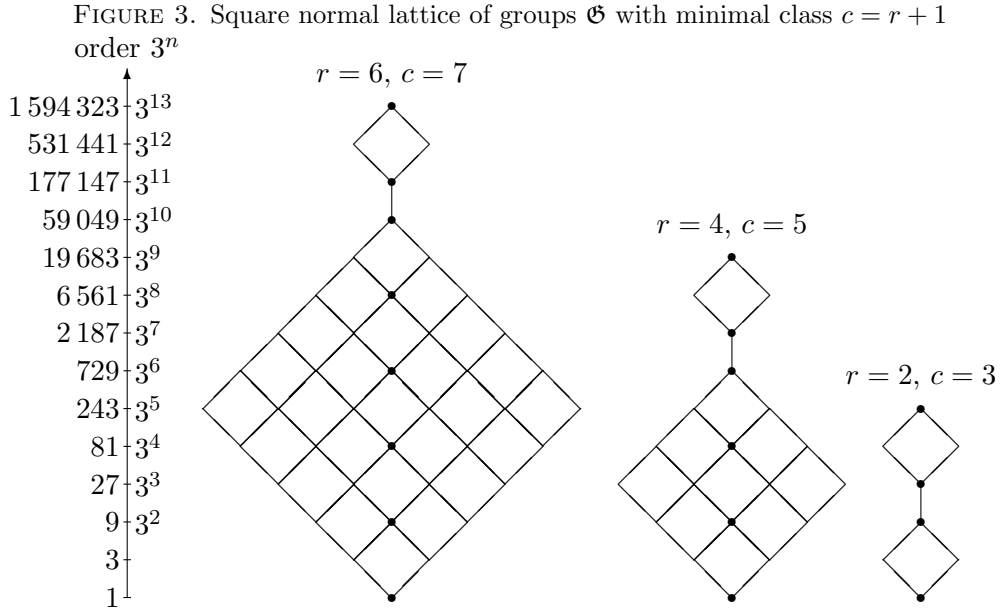 FIGURE 3. Square normal lattice of groups 𝔊 with minimal class c = r + 1
order 3^n
r = 6, c = 7
1 594 323 3^13
531 441 3^12
177 147 3^11
59 049 3^10
r = 4, c = 5
19 683 3^9
6 561 3^8
2 187 3^7
729 3^6
r = 2, c = 3
243 3^5
81 3^4
27 3^3
9 3^2
3
1